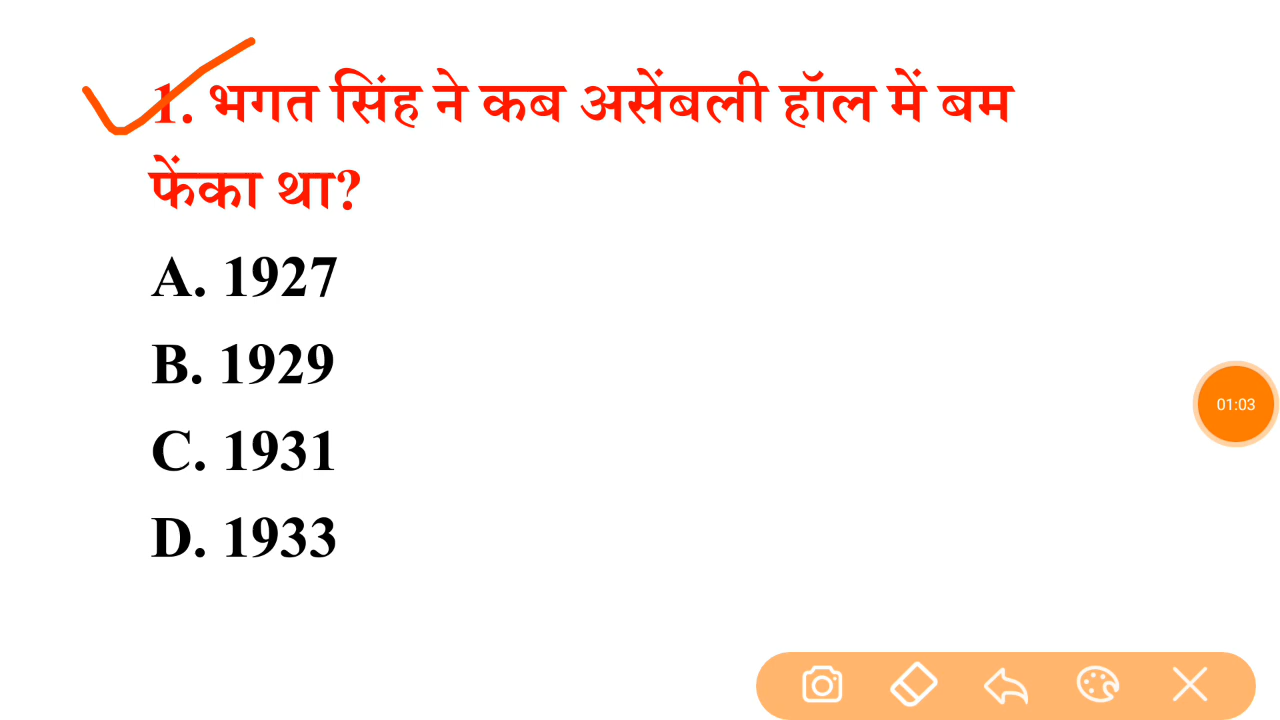 1. भगत सिंह ने कब असेंबली हॉल में बम
फेंका था?
A. 1927
B. 1929
C. 1931
D. 1933
01:03